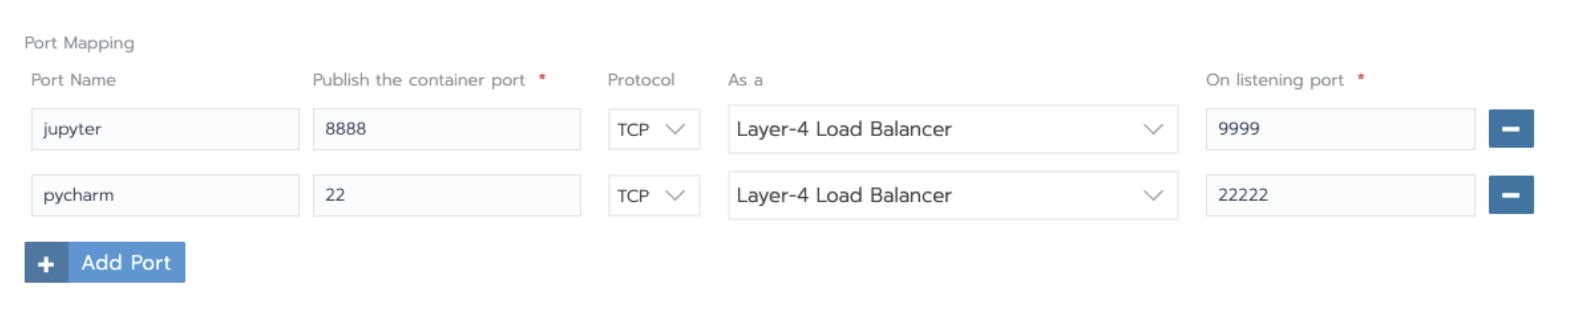 Port Mapping
Port Name Publish the container port * Protocol As a On listening port *
jupyter 8888 TCP Layer-4 Load Balancer 9999
pycharm 22 TCP Layer-4 Load Balancer 22222
+ Add Port